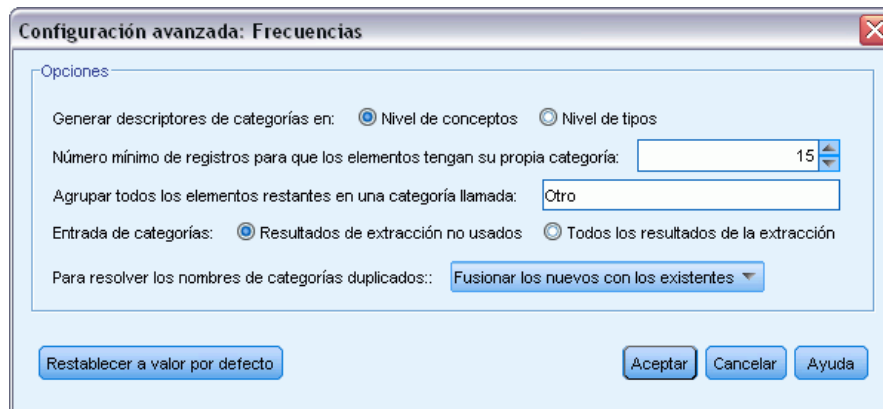 Configuración avanzada: Frecuencias
Opciones
Generar descriptores de categorías en: Nivel de conceptos Nivel de tipos
Número mínimo de registros para que los elementos tengan su propia categoría: 15
Agrupar todos los elementos restantes en una categoría llamada: Otro
Entrada de categorías: Resultados de extracción no usados Todos los resultados de la extracción
Para resolver los nombres de categorías duplicados:: Fusionar los nuevos con los existentes
Restablecer a valor por defecto Aceptar Cancelar Ayuda